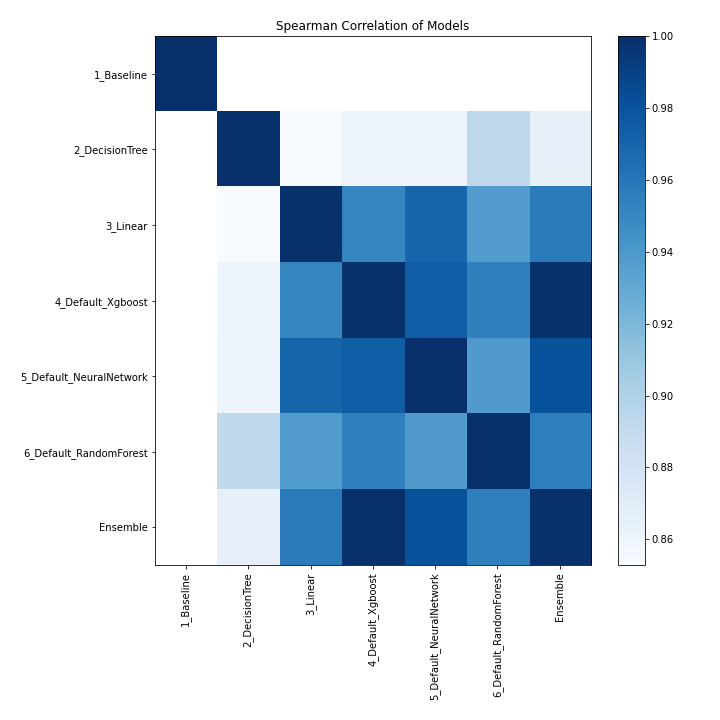 Spearman Correlation of Models
1_Baseline
2_DecisionTree
3_Linear
4_Default_Xgboost
5_Default_NeuralNetwork
6_Default_RandomForest
Ensemble
1_Baseline
2_DecisionTree
3_Linear
4_Default_Xgboost
5_Default_NeuralNetwork
6_Default_RandomForest
Ensemble
1.00
0.98
0.96
0.94
0.92
0.90
0.88
0.86